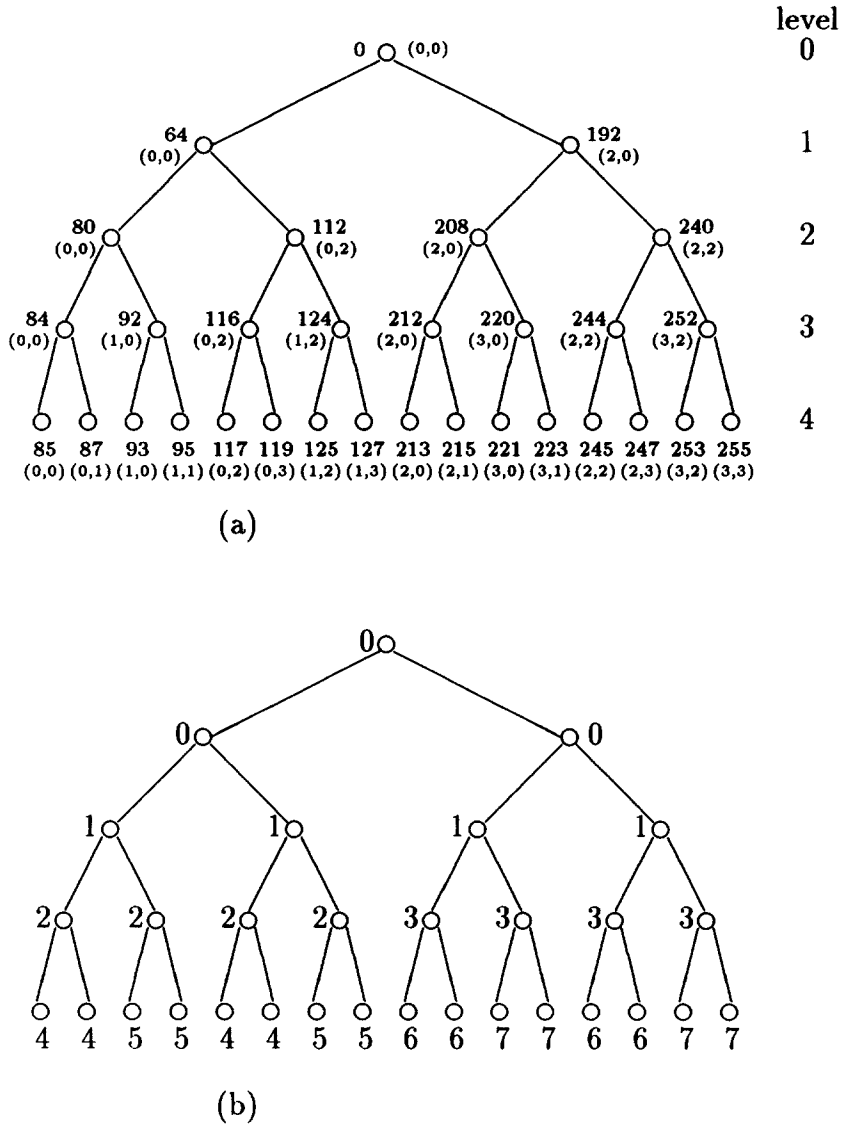 level
0 (0,0) 0
64 192 1
(0,0) (2,0)
80 112 208 240 2
(0,0) (0,2) (2,0) (2,2)
84 92 116 124 212 220 244 252 3
(0,0) (1,0) (0,2) (1,2) (2,0) (3,0) (2,2) (3,2)
4
85 87 93 95 117 119 125 127 213 215 221 223 245 247 253 255
(0,0) (0,1) (1,0) (1,1) (0,2) (0,3) (1,2) (1,3) (2,0) (2,1) (3,0) (3,1) (2,2) (2,3) (3,2) (3,3)
(a)
0
0 0
1 1 1 1
2 2 2 2 3 3 3 3
4 4 5 5 4 4 5 5 6 6 7 7 6 6 7 7
(b)